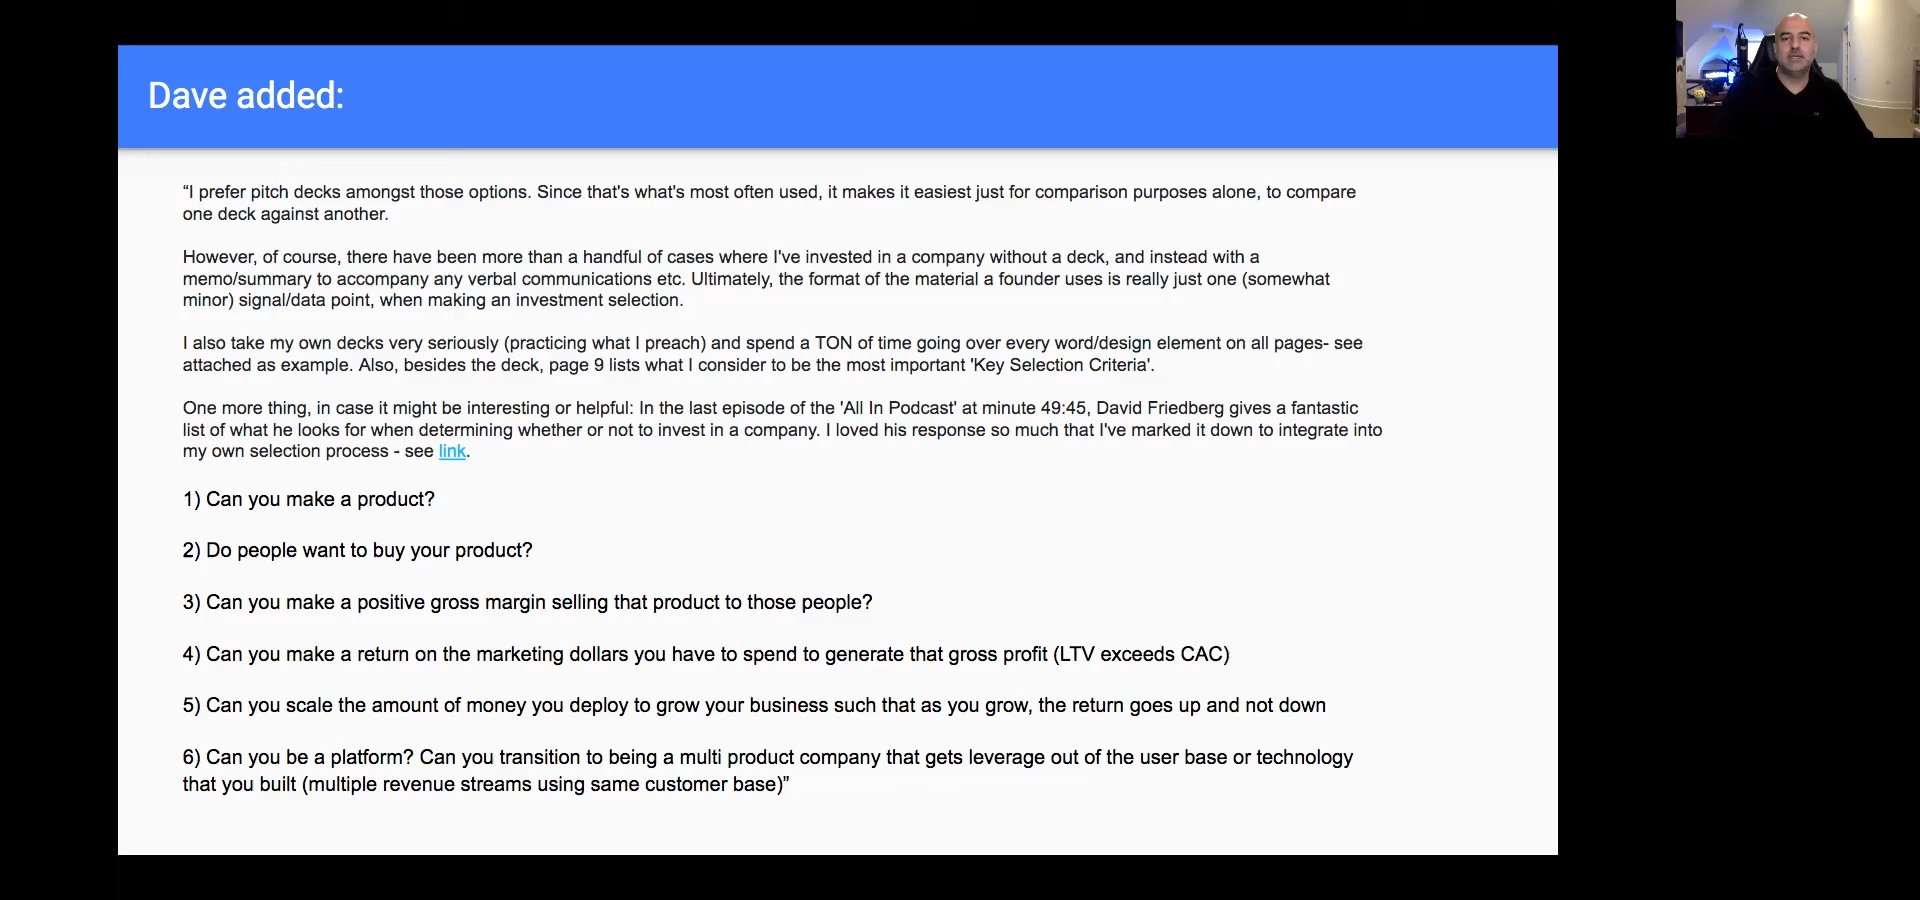 Dave added:
“I prefer pitch decks amongst those options. Since that's what's most often used, it makes it easiest just for comparison purposes alone, to compare
one deck against another.
However, of course, there have been more than a handful of cases where I've invested in a company without a deck, and instead with a
memo/summary to accompany any verbal communications etc. Ultimately, the format of the material a founder uses is really just one (somewhat
minor) signal/data point, when making an investment selection.
I also take my own decks very seriously (practicing what I preach) and spend a TON of time going over every word/design element on all pages- see
attached as example. Also, besides the deck, page 9 lists what I consider to be the most important 'Key Selection Criteria'.
One more thing, in case it might be interesting or helpful: In the last episode of the 'All In Podcast' at minute 49:45, David Friedberg gives a fantastic
list of what he looks for when determining whether or not to invest in a company. I loved his response so much that I've marked it down to integrate into
my own selection process - see link.
1) Can you make a product?
2) Do people want to buy your product?
3) Can you make a positive gross margin selling that product to those people?
4) Can you make a return on the marketing dollars you have to spend to generate that gross profit (LTV exceeds CAC)
5) Can you scale the amount of money you deploy to grow your business such that as you grow, the return goes up and not down
6) Can you be a platform? Can you transition to being a multi product company that gets leverage out of the user base or technology
that you built (multiple revenue streams using same customer base)”